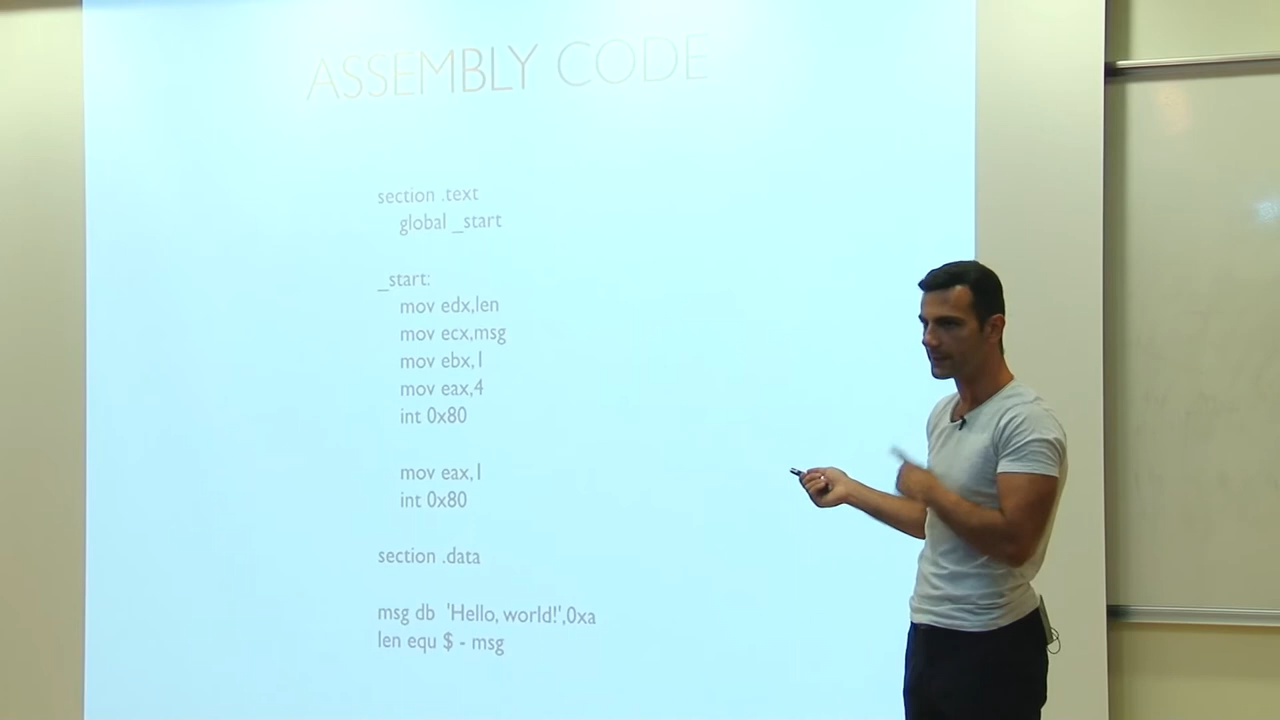 ASSEMBLY CODE
section .text
global _start
_start:
mov edx,len
mov ecx,msg
mov ebx,1
mov eax,4
int 0x80
mov eax,1
int 0x80
section .data
msg db 'Hello, world!',0xa
len equ $ - msg